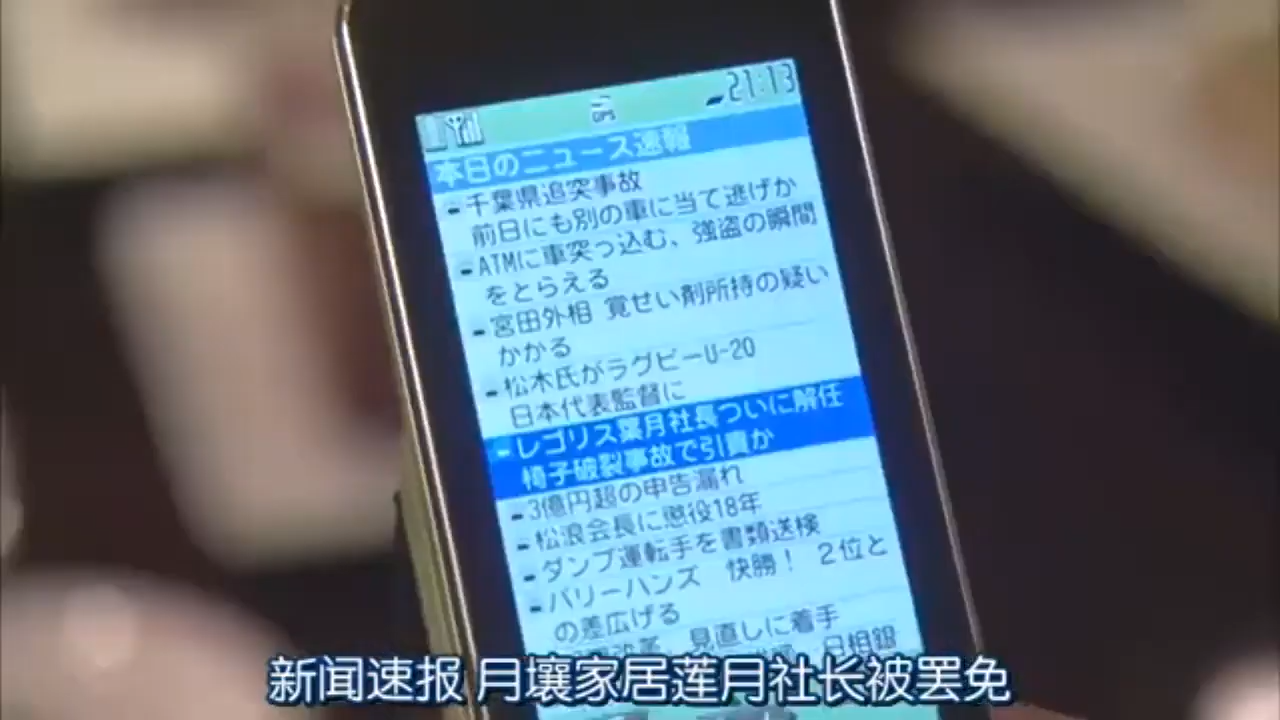 21:13
GPS
本日のニュース速報
千葉県追突事故
前日にも別の車に当て逃げか
ATMに車突っ込む、強盗の瞬間
をとらえる
宮田外相 覚せい剤所持の疑い
かかる
松木氏がラグビーU-20
日本代表監督に
レゴリス葉月社長ついに解任
椅子破裂事故で引責か
3億円超の申告漏れ
松浪会長に懲役18年
ダンプ運転手を書類送検
バリーハンズ 快勝! 2位と
の差広げる
見直しに着手
日相銀
新闻速报 月壤家居莲月社长被罢免